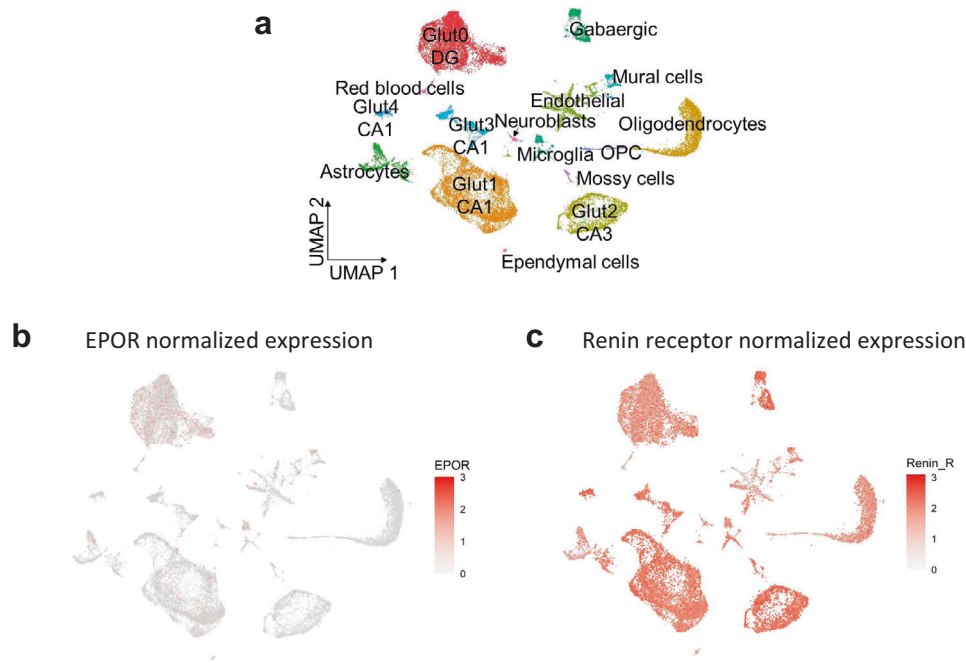 a
Glut0
DG
Gabaergic
Red blood cells
Mural cells
Endothelial
Glut4
CA1
Glut3
CA1
Neuroblasts
Oligodendrocytes
Microglia
OPC
Astrocytes
Glut1
CA1
Mossy cells
Glut2
CA3
Ependymal cells
UMAP 2
UMAP 1
b
EPOR normalized expression
EPOR
3
2
1
0
c
Renin receptor normalized expression
Renin_R
3
2
1
0